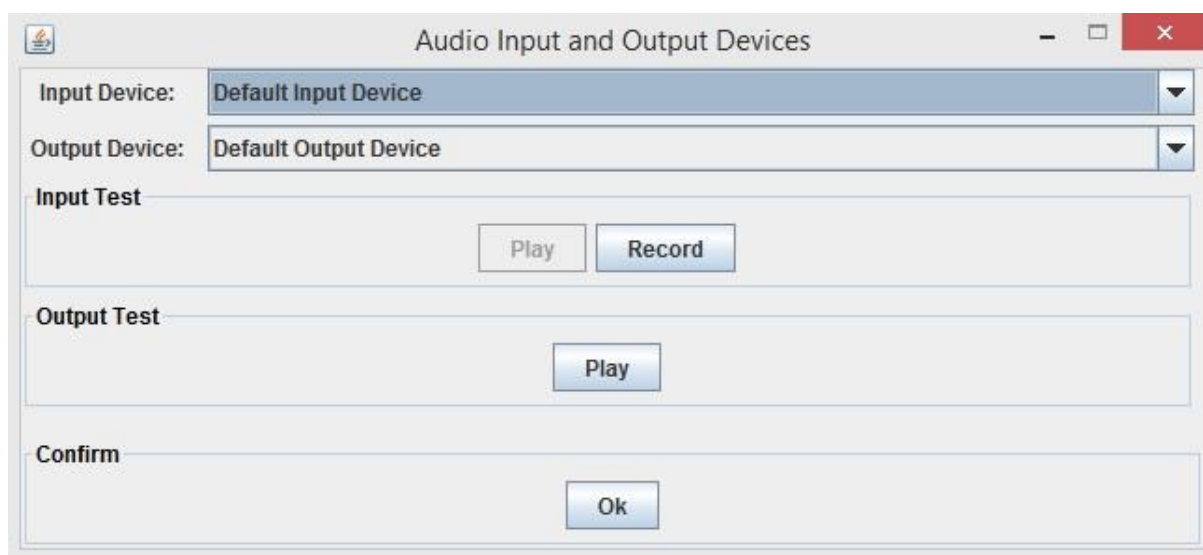 Audio Input and Output Devices
Input Device: Default Input Device
Output Device: Default Output Device
Input Test
Play Record
Output Test
Play
Confirm
Ok